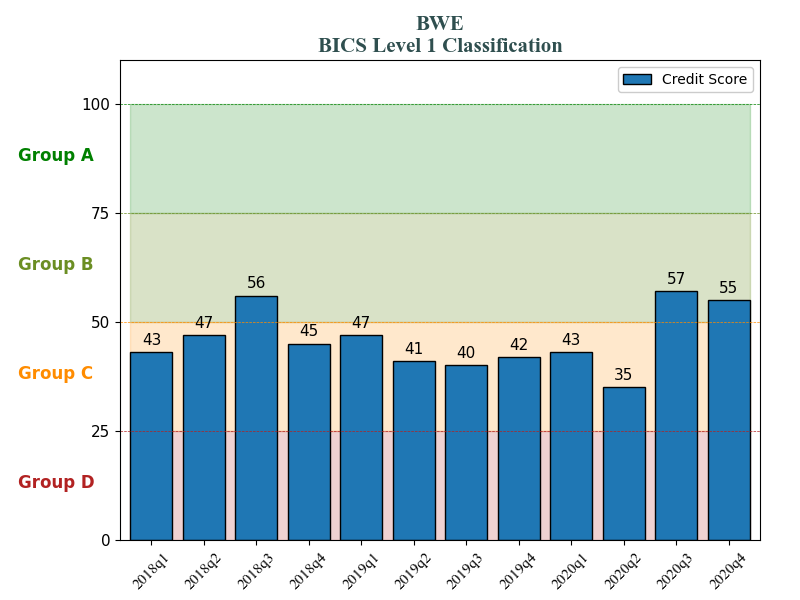 BWE
BICS Level 1 Classification
Credit Score
100
Group A
75
Group B
57
56
55
50
47
47
45
43
43
42
41
40
Group C
35
25
Group D
0
2018q1
2018q2
2018q3
2018q4
2019q1
2019q2
2019q3
2019q4
2020q1
2020q2
2020q3
2020q4